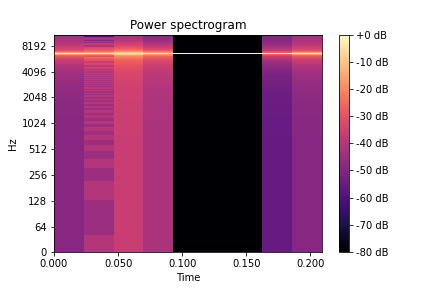 Power spectrogram
8192
4096
2048
1024
512
256
128
64
0
Hz
0.000 0.050 0.100 0.150 0.200
Time
+0 dB
-10 dB
-20 dB
-30 dB
-40 dB
-50 dB
-60 dB
-70 dB
-80 dB